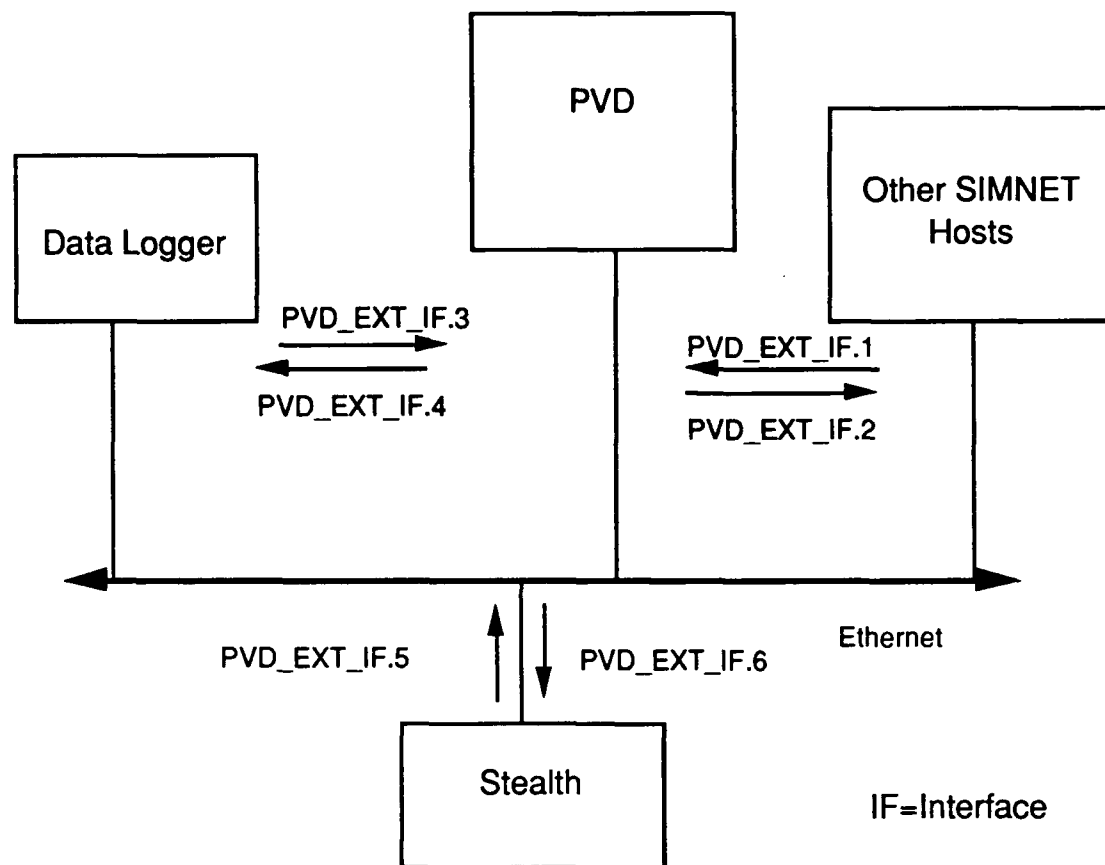 PVD
Other SIMNET
Hosts
Data Logger
PVD_EXT_IF.3
PVD_EXT_IF.1
PVD_EXT_IF.4
PVD_EXT_IF.2
Ethernet
PVD_EXT_IF.5
PVD_EXT_IF.6
Stealth
IF=Interface